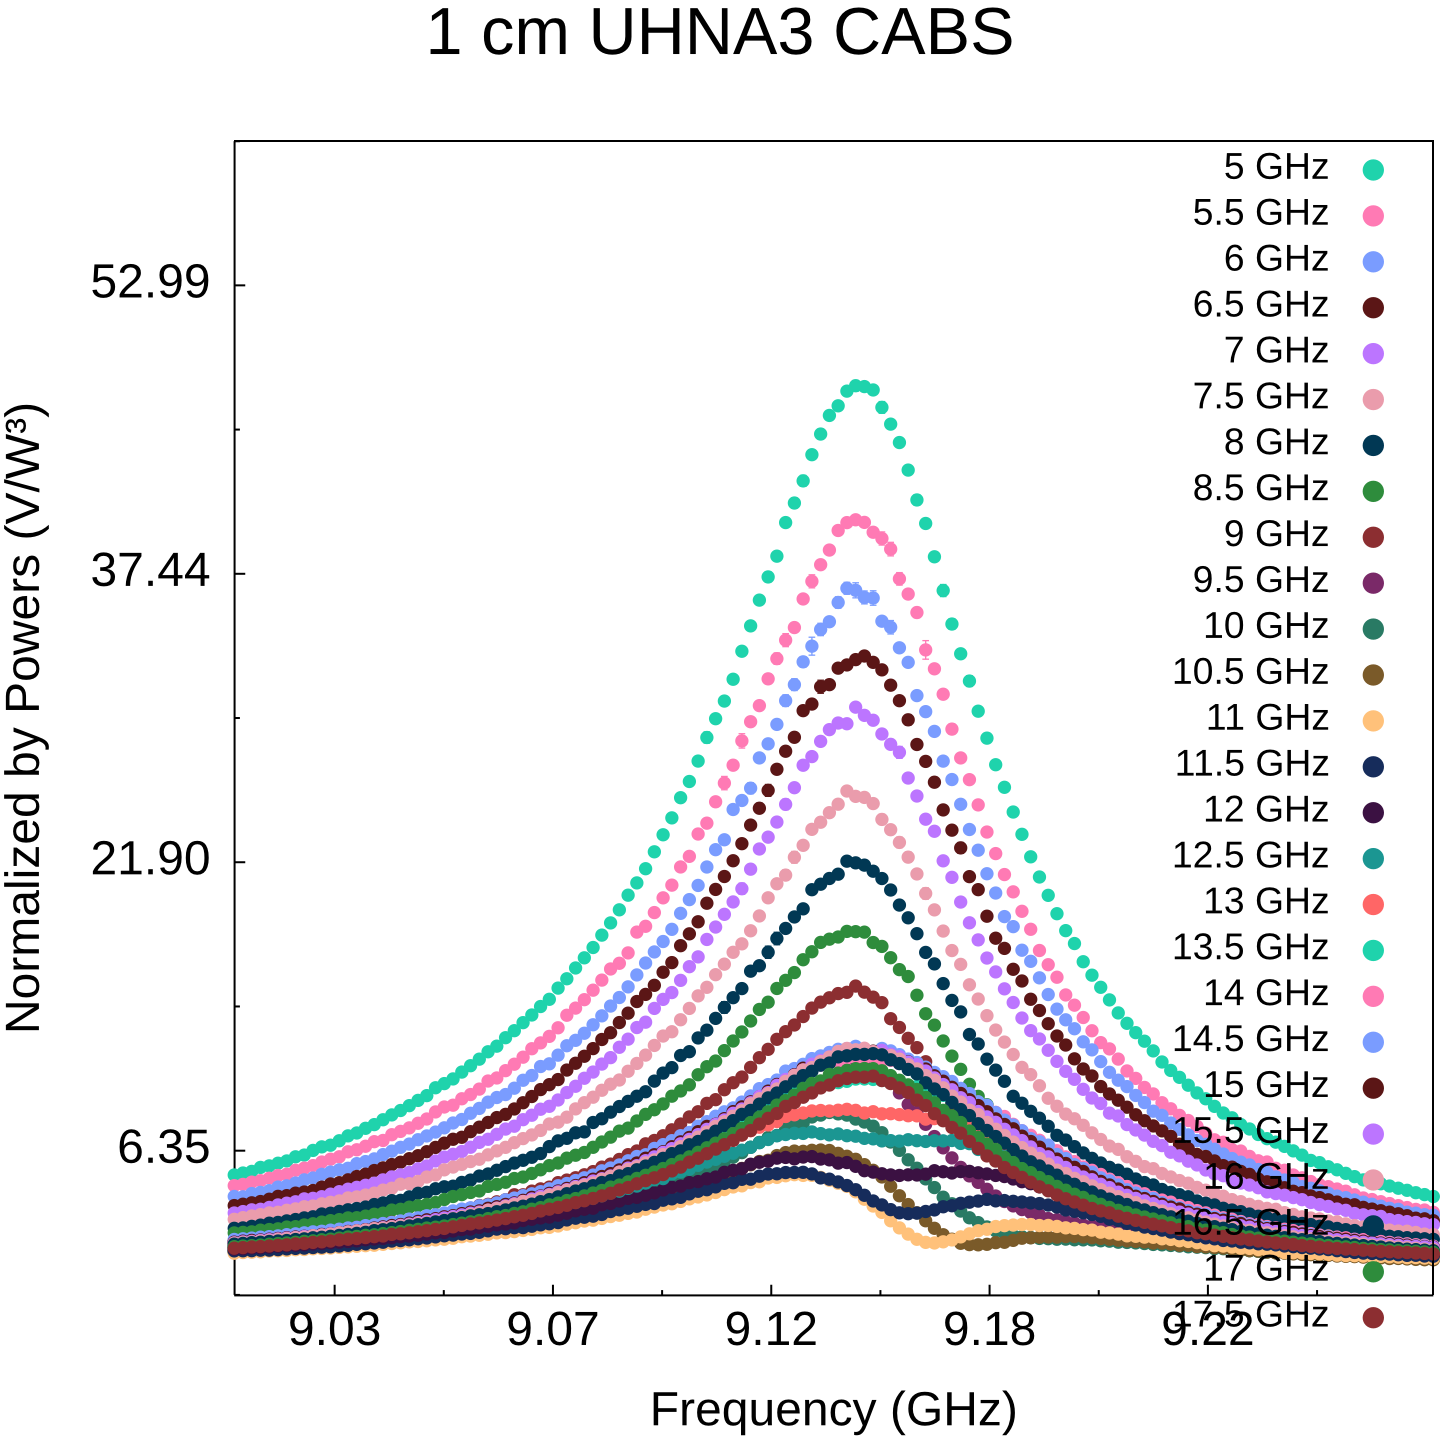 1 cm UHNA3 CABS
Normalized by Powers (V/W³)
52.99
37.44
21.90
6.35
5 GHz
5.5 GHz
6 GHz
6.5 GHz
7 GHz
7.5 GHz
8 GHz
8.5 GHz
9 GHz
9.5 GHz
10 GHz
10.5 GHz
11 GHz
11.5 GHz
12 GHz
12.5 GHz
13 GHz
13.5 GHz
14 GHz
14.5 GHz
15 GHz
15.5 GHz
16 GHz
16.5 GHz
17 GHz
17.5 GHz
9.03 9.07 9.12 9.18 9.22
Frequency (GHz)